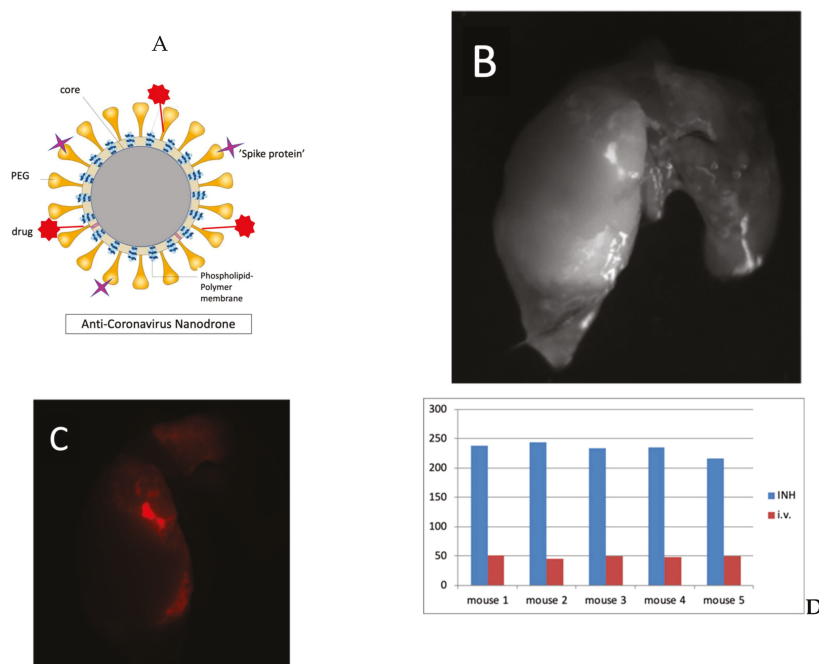 A
core
'Spike protein'
PEG
drug
Phospholipid-
Polymer
membrane
Anti-Coronavirus Nanodrone
B
C
300
250
200
150
100
50
0
mouse 1 mouse 2 mouse 3 mouse 4 mouse 5
INH
i.v.
D